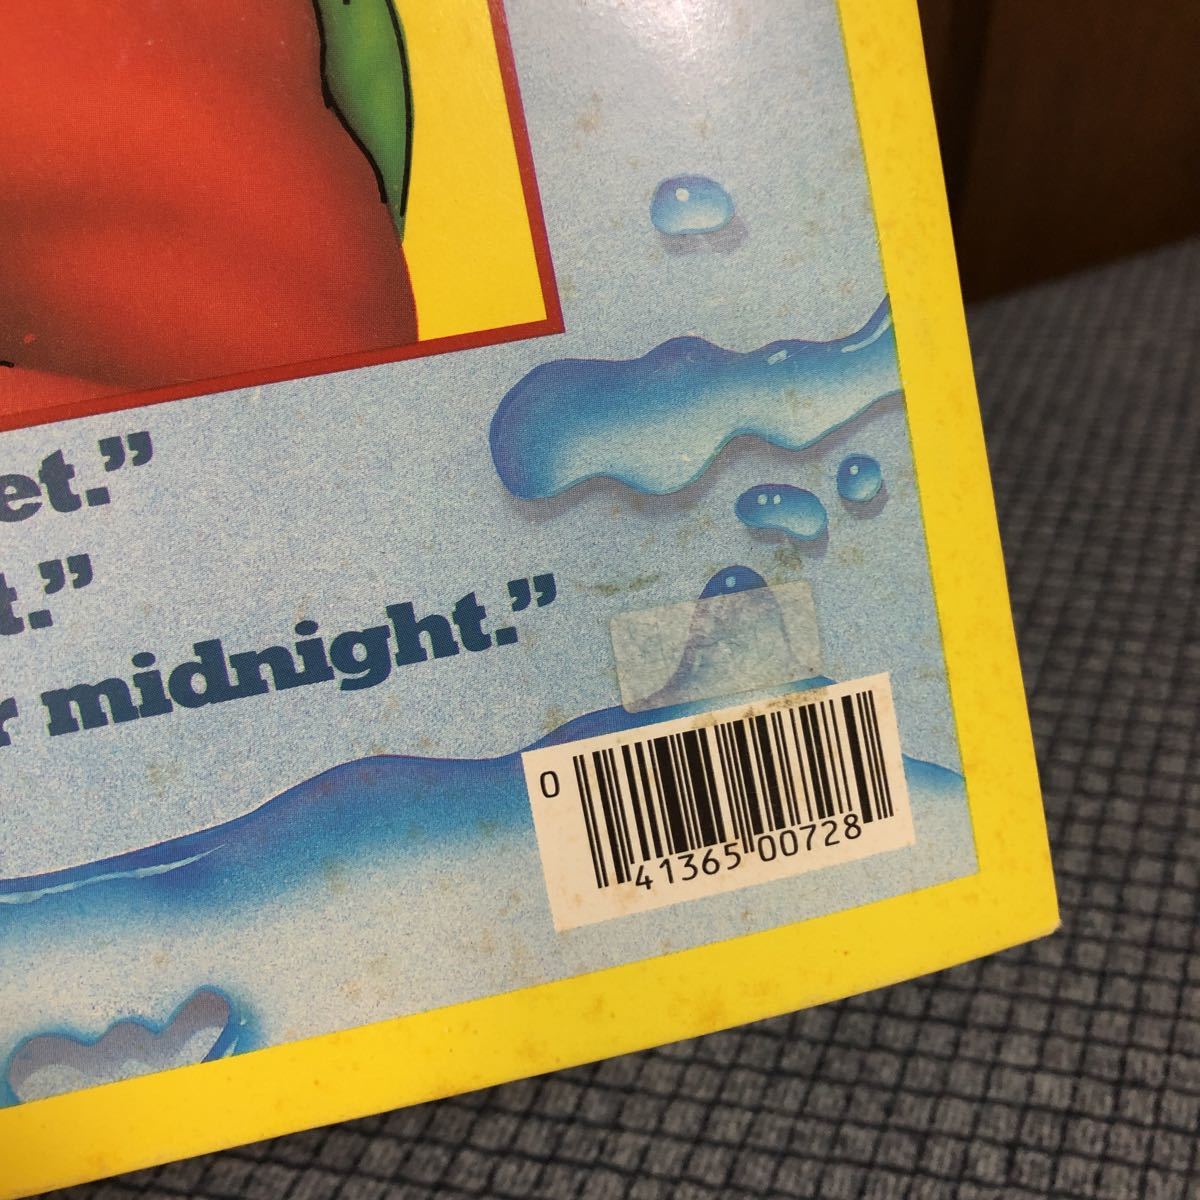 et.”
t.”
r midnight.”
0 41365 00728